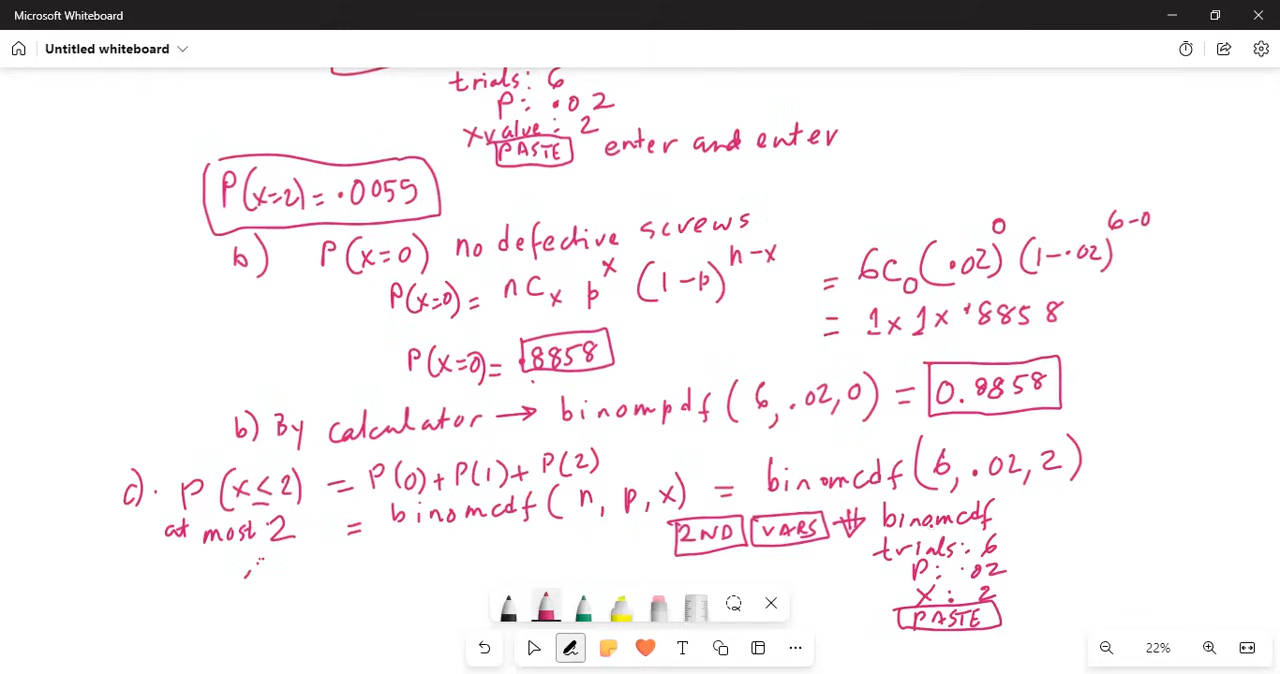 Microsoft Whiteboard
Untitled whiteboard
trials: 6
P: .02
xvalue: 2
PASTE enter and enter
P(x=2) = .0055
b) P(x=0) no defective screws
P(x=0) = nCx p^x (1-p)^n-x = 6C0 (.02)^0 (1-.02)^6-0
= 1x 1x .8858
P(x=0) = .8858
b) By calculator → binompdf (6, .02, 0) = 0.8858
c). P(x≤2) = P(0) + P(1) + P(2)
at most 2 = binomcdf (n, p, x) = binomcdf (6, .02, 2)
2ND VARS binomcdf
trials: 6
P: .02
X: 2
PASTE
T
22%